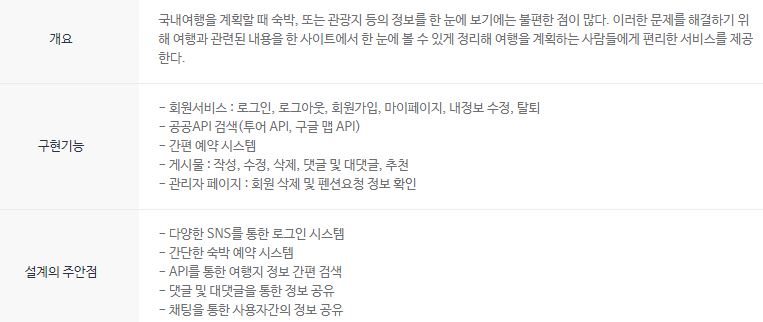 개요
국내여행을 계획할 때 숙박, 또는 관광지 등의 정보를 한 눈에 보기에는 불편한 점이 많다. 이러한 문제를 해결하기 위
해 여행과 관련된 내용을 한 사이트에서 한 눈에 볼 수 있게 정리해 여행을 계획하는 사람들에게 편리한 서비스를 제공
한다.
구현기능
- 회원서비스 : 로그인, 로그아웃, 회원가입, 마이페이지, 내정보 수정, 탈퇴
- 공공API 검색(투어 API, 구글 맵 API)
- 간편 예약 시스템
- 게시물 : 작성, 수정, 삭제, 댓글 및 대댓글, 추천
- 관리자 페이지 : 회원 삭제 및 펜션요청 정보 확인
설계의 주안점
- 다양한 SNS를 통한 로그인 시스템
- 간단한 숙박 예약 시스템
- API를 통한 여행지 정보 간편 검색
- 댓글 및 대댓글을 통한 정보 공유
- 채팅을 통한 사용자간의 정보 공유